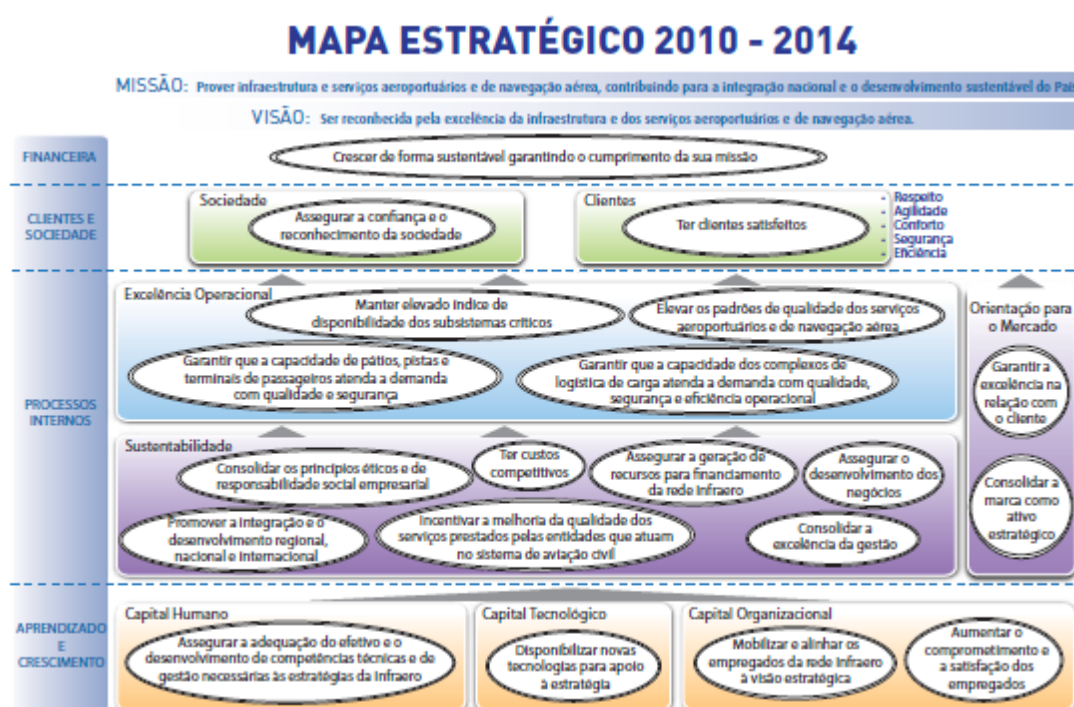 MAPA ESTRATÉGICO 2010 - 2014
MISSÃO: Prover infraestrutura e serviços aeroportuários e de navegação aérea, contribuindo para a integração nacional e o desenvolvimento sustentável do
VISÃO: Ser reconhecida pela excelência da infraestrutura e dos serviços aeroportuários e de navegação aérea.
FINANCEIRA
Crescer de forma sustentável garantindo o cumprimento da sua missão
CLIENTES E
SOCIEDADE
Sociedade
Assegurar a confiança e o
reconhecimento da sociedade
Clientes
Ter clientes satisfeitos
- Respeito
- Agilidade
- Conforto
- Segurança
- Eficiência
PROCESSOS
INTERNOS
Excelência Operacional
Manter elevado índice de
disponibilidade dos subsistemas críticos
Elevar os padrões de qualidade dos serviços
aeroportuários e de navegação aérea
Garantir que a capacidade de pátios, pistas e
terminais de passageiros atenda a demanda
com qualidade e segurança
Garantir que a capacidade dos complexos de
logística de carga atenda a demanda com qualidade,
segurança e eficiência operacional
Orientação para
o Mercado
Garantir a
excelência na
relação com
o cliente
Consolidar a
marca como
ativo
estratégico
Sustentabilidade
Consolidar os princípios éticos e de
responsabilidade social empresarial
Ter custos
competitivos
Assegurar a geração de
recursos para financiamento
da rede Infraero
Assegurar o
desenvolvimento dos
negócios
Promover a integração e o
desenvolvimento regional,
nacional e internacional
Incentivar a melhoria da qualidade dos
serviços prestados pelas entidades que atuam
no sistema de aviação civil
Consolidar a
excelência da gestão
APRENDIZADO
E
CRESCIMENTO
Capital Humano
Assegurar a adequação do efetivo e o
desenvolvimento de competências técnicas e de
gestão necessárias às estratégias da Infraero
Capital Tecnológico
Disponibilizar novas
tecnologias para apoio
à estratégia
Capital Organizacional
Mobilizar e alinhar os
empregados da rede Infraero
à visão estratégica
Aumentar o
comprometimento e
a satisfação dos
empregados